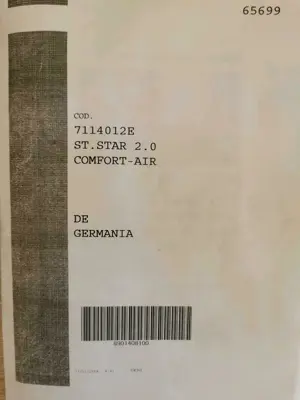 65699
COD.
7114012E
ST.STAR 2.0
COMFORT-AIR
DE
GERMANIA